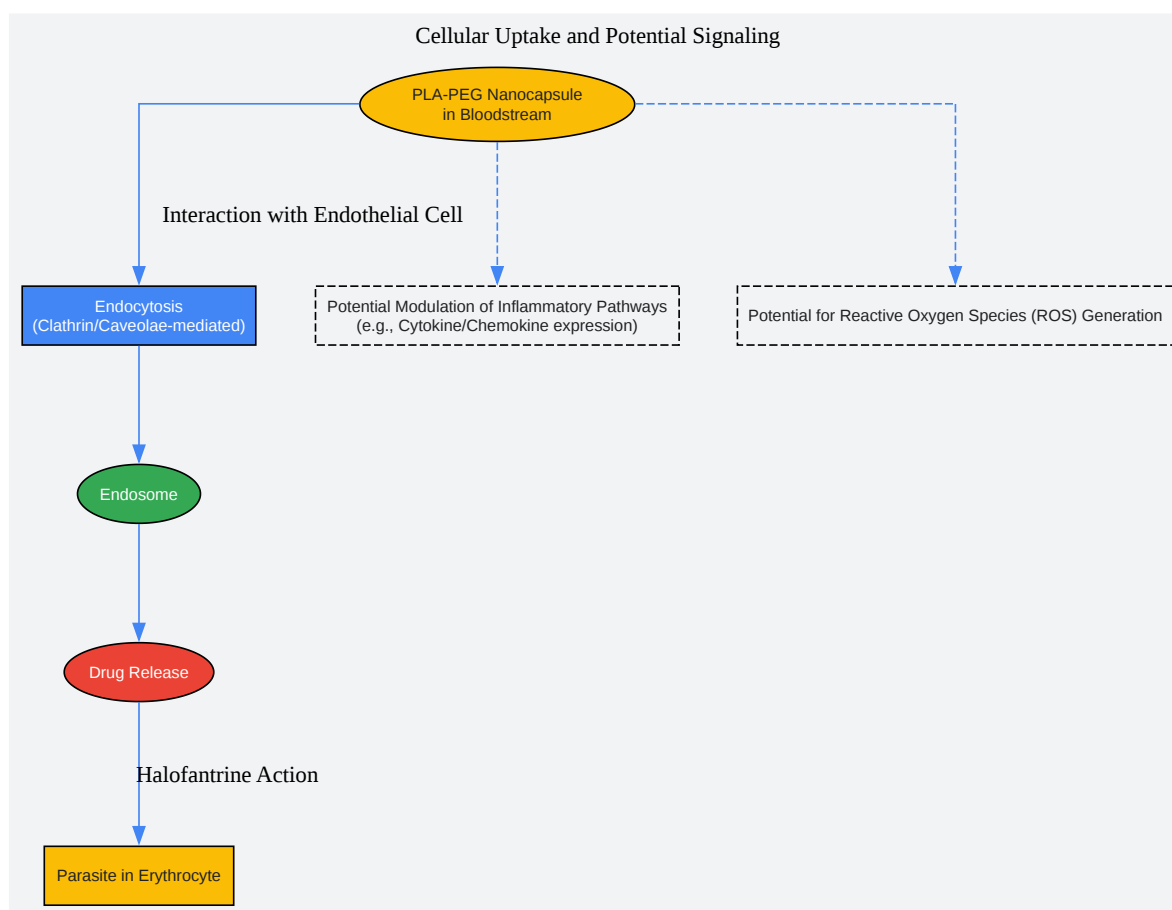 Cellular Uptake and Potential Signaling
PLA-PEG Nanocapsule
in Bloodstream
Interaction with Endothelial Cell
Endocytosis
(Clathrin/Caveolae-mediated)
Potential Modulation of Inflammatory Pathways
(e.g., Cytokine/Chemokine expression)
Potential for Reactive Oxygen Species (ROS) Generation
Endosome
Drug Release
Halofantrine Action
Parasite in Erythrocyte